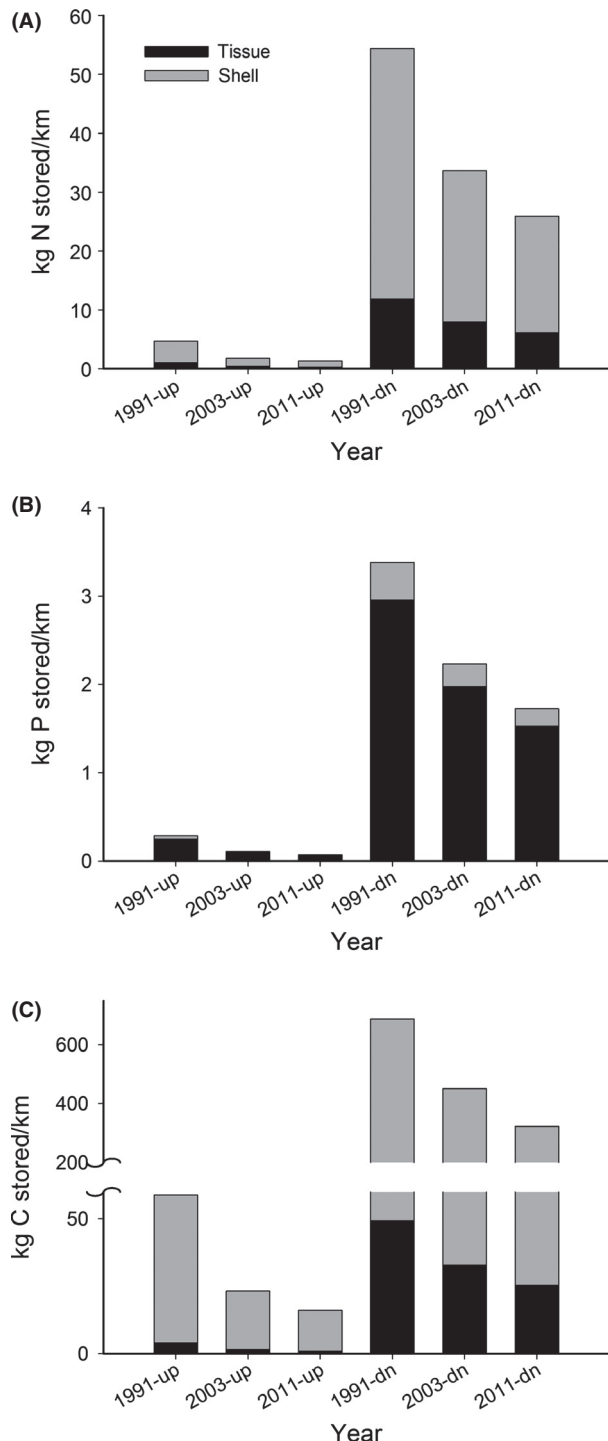 (A)
60
50
40
30
20
10
0
kg N stored/km
Tissue
Shell
1991-up
2003-up
2011-up
1991-dn
2003-dn
2011-dn
Year
(B)
4
3
2
1
0
kg P stored/km
1991-up
2003-up
2011-up
1991-dn
2003-dn
2011-dn
Year
(C)
600
400
200
50
0
kg C stored/km
1991-up
2003-up
2011-up
1991-dn
2003-dn
2011-dn
Year